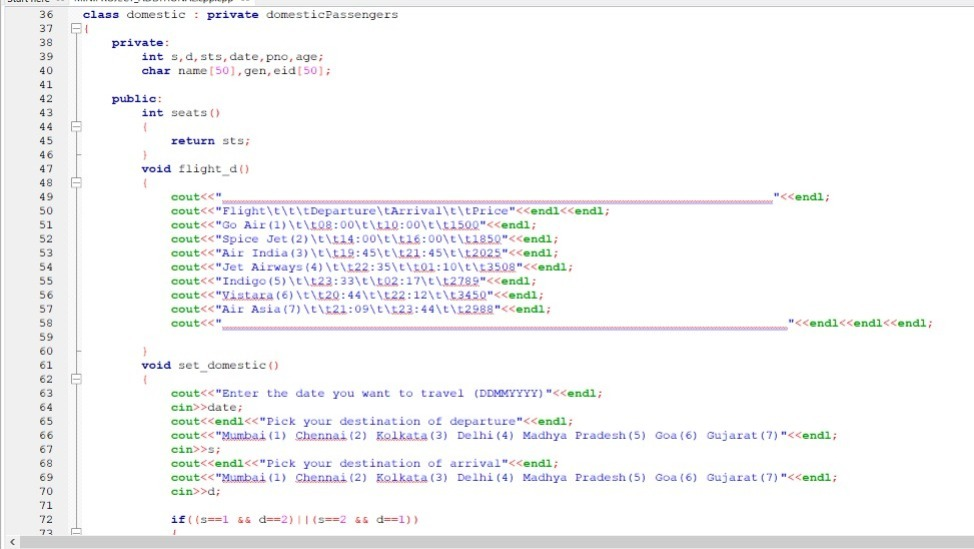 36 class domestic : private domesticPassengers
37 {
38 private:
39 int s,d,sts,date,pno,age;
40 char name[50],gen,eid[50];
41
42 public:
43 int seats()
44 {
45 return sts;
46 }
47 void flight_d()
48 {
49 cout<<"____________________________________________________________________________"<<endl;
50 cout<<"Flight\t\t\tDeparture\tArrival\t\tPrice"<<endl<<endl;
51 cout<<"Go Air(1)\t\t08:00\t\t10:00\t\t1500"<<endl;
52 cout<<"Spice Jet(2)\t\t14:00\t\t16:00\t\t1850"<<endl;
53 cout<<"Air India(3)\t\t19:45\t\t21:45\t\t2025"<<endl;
54 cout<<"Jet Airways(4)\t\t22:35\t\t01:10\t\t3508"<<endl;
55 cout<<"Indigo(5)\t\t23:33\t\t02:17\t\t2789"<<endl;
56 cout<<"Vistara(6)\t\t20:44\t\t22:12\t\t3450"<<endl;
57 cout<<"Air Asia(7)\t\t21:09\t\t23:44\t\t2988"<<endl;
58 cout<<"______________________________________________________________________________"<<endl<<endl<<endl;
59
60 }
61 void set_domestic()
62 {
63 cout<<"Enter the date you want to travel (DDMMYYYY)"<<endl;
64 cin>>date;
65 cout<<endl<<"Pick your destination of departure"<<endl;
66 cout<<"Mumbai(1) Chennai(2) Kolkata(3) Delhi(4) Madhya Pradesh(5) Goa(6) Gujarat(7)"<<endl;
67 cin>>s;
68 cout<<endl<<"Pick your destination of arrival"<<endl;
69 cout<<"Mumbai(1) Chennai(2) Kolkata(3) Delhi(4) Madhya Pradesh(5) Goa(6) Gujarat(7)"<<endl;
70 cin>>d;
71
72 if((s==1 && d==2)||(s==2 && d==1))
73 {